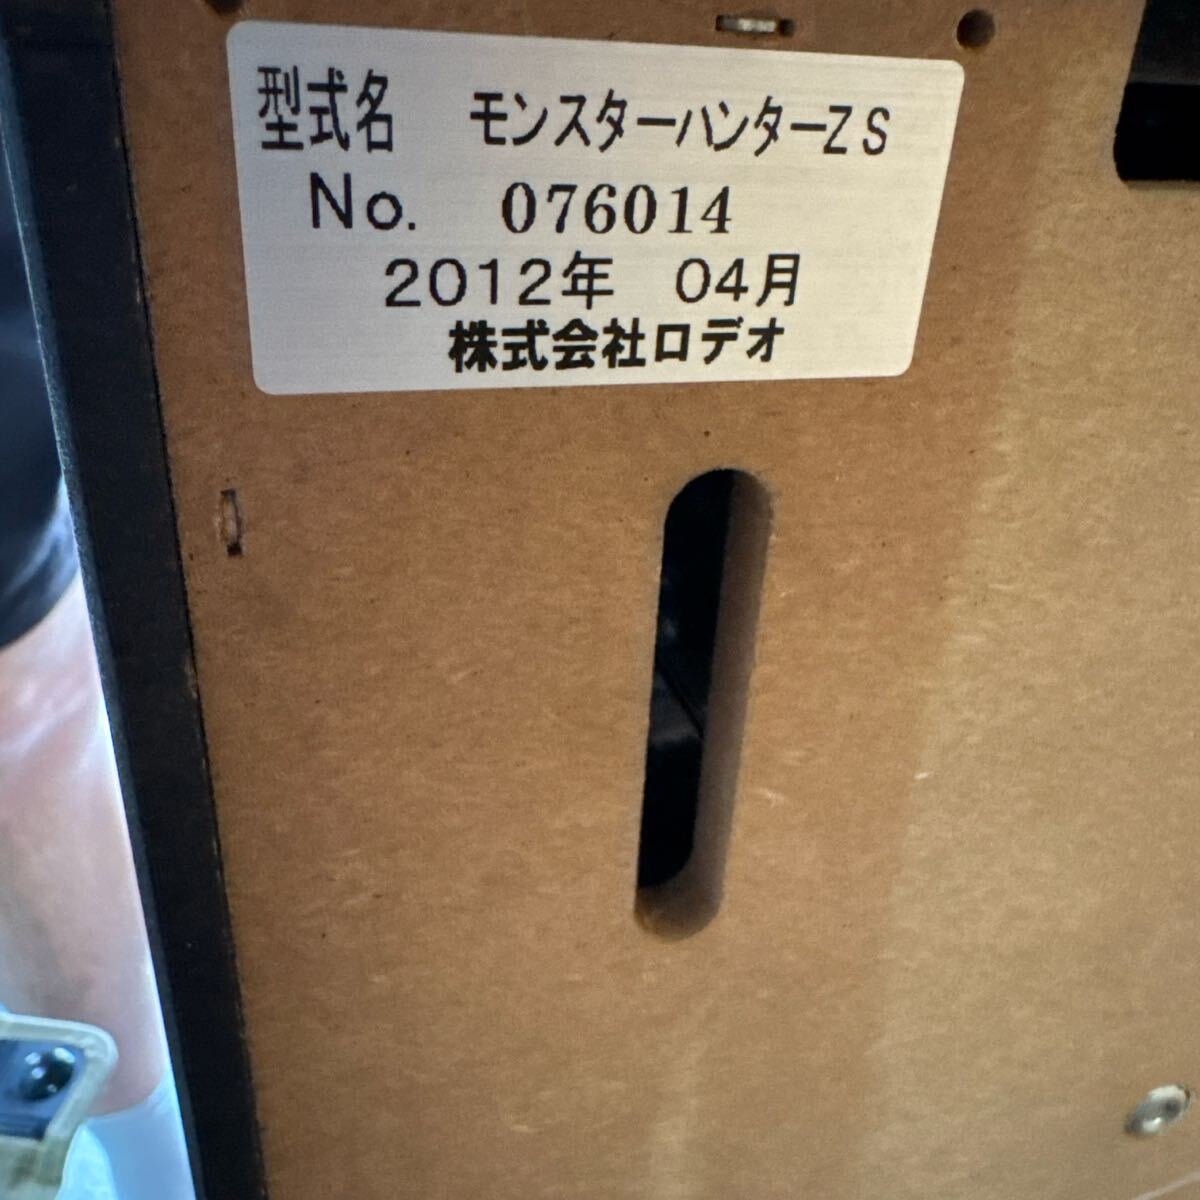 型式名 モンスターハンターZS
No. 076014
2012年 04月
株式会社ロデオ